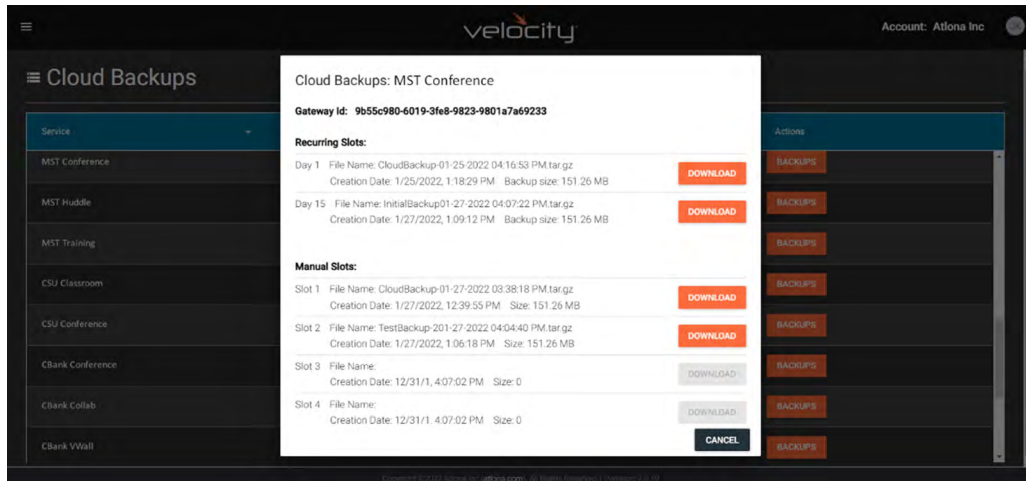 velocity
Account: Atlona Inc
Cloud Backups
Service
Actions
MST Conference
BACKUPS
MST Huddle
BACKUPS
MST Training
BACKUPS
CSU Classroom
BACKUPS
CSU Conference
BACKUPS
CBank Conference
BACKUPS
CBank Collab
BACKUPS
CBank VWall
BACKUPS
Cloud Backups: MST Conference
Gateway Id: 9b55c980-6019-3fe8-9823-9801a7a69233
Recurring Slots:
Day 1 File Name: CloudBackup-01-25-2022 04:16:53 PM.tar.gz
Creation Date: 1/25/2022, 1:18:29 PM Backup size: 151.26 MB
DOWNLOAD
Day 15 File Name: InitialBackup01-27-2022 04:07:22 PM.tar.gz
Creation Date: 1/27/2022, 1:09:12 PM Backup size: 151.26 MB
DOWNLOAD
Manual Slots:
Slot 1 File Name: CloudBackup-01-27-2022 03:38:18 PM.tar.gz
Creation Date: 1/27/2022, 12:39:55 PM Size: 151.26 MB
DOWNLOAD
Slot 2 File Name: TestBackup-201-27-2022 04:04:40 PM.tar.gz
Creation Date: 1/27/2022, 1:06:18 PM Size: 151.26 MB
DOWNLOAD
Slot 3 File Name:
Creation Date: 12/31/1, 4:07:02 PM Size: 0
DOWNLOAD
Slot 4 File Name:
Creation Date: 12/31/1, 4:07:02 PM Size: 0
DOWNLOAD
CANCEL
atlona.com